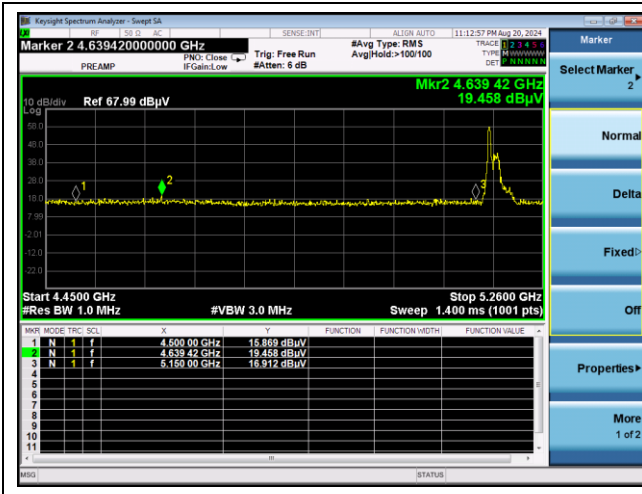 Keysight Spectrum Analyzer - Swept SA
RF 50 Ω AC SENSE:INT ALIGN AUTO 11:12:57 PM Aug 20, 2024
Marker 2 4.639420000000 GHz
PREAMP
PNO: Close
IFGain:Low
Trig: Free Run
#Atten: 6 dB
#Avg Type: RMS
Avg|Hold:>100/100
TRACE 1 2 3 4 5 6
TYPE M WWWWW
DET P N N N N N
Mkr2 4.639 42 GHz
19.458 dBµV
10 dB/div Ref 67.99 dBµV
Log
58.0
48.0
38.0
28.0
18.0
7.99
-2.01
-12.0
-22.0
1
2
3
Start 4.4500 GHz Stop 5.2600 GHz
#Res BW 1.0 MHz #VBW 3.0 MHz Sweep 1.400 ms (1001 pts)
MKR MODE TRC SCL X Y FUNCTION FUNCTION WIDTH FUNCTION VALUE
1 N 1 f 4.500 00 GHz 15.869 dBµV
2 N 1 f 4.639 42 GHz 19.458 dBµV
3 N 1 f 5.150 00 GHz 16.912 dBµV
4
5
6
7
8
9
10
11
MSG STATUS
Marker
Select Marker
2
Normal
Delta
Fixed
Off
Properties
More
1 of 2